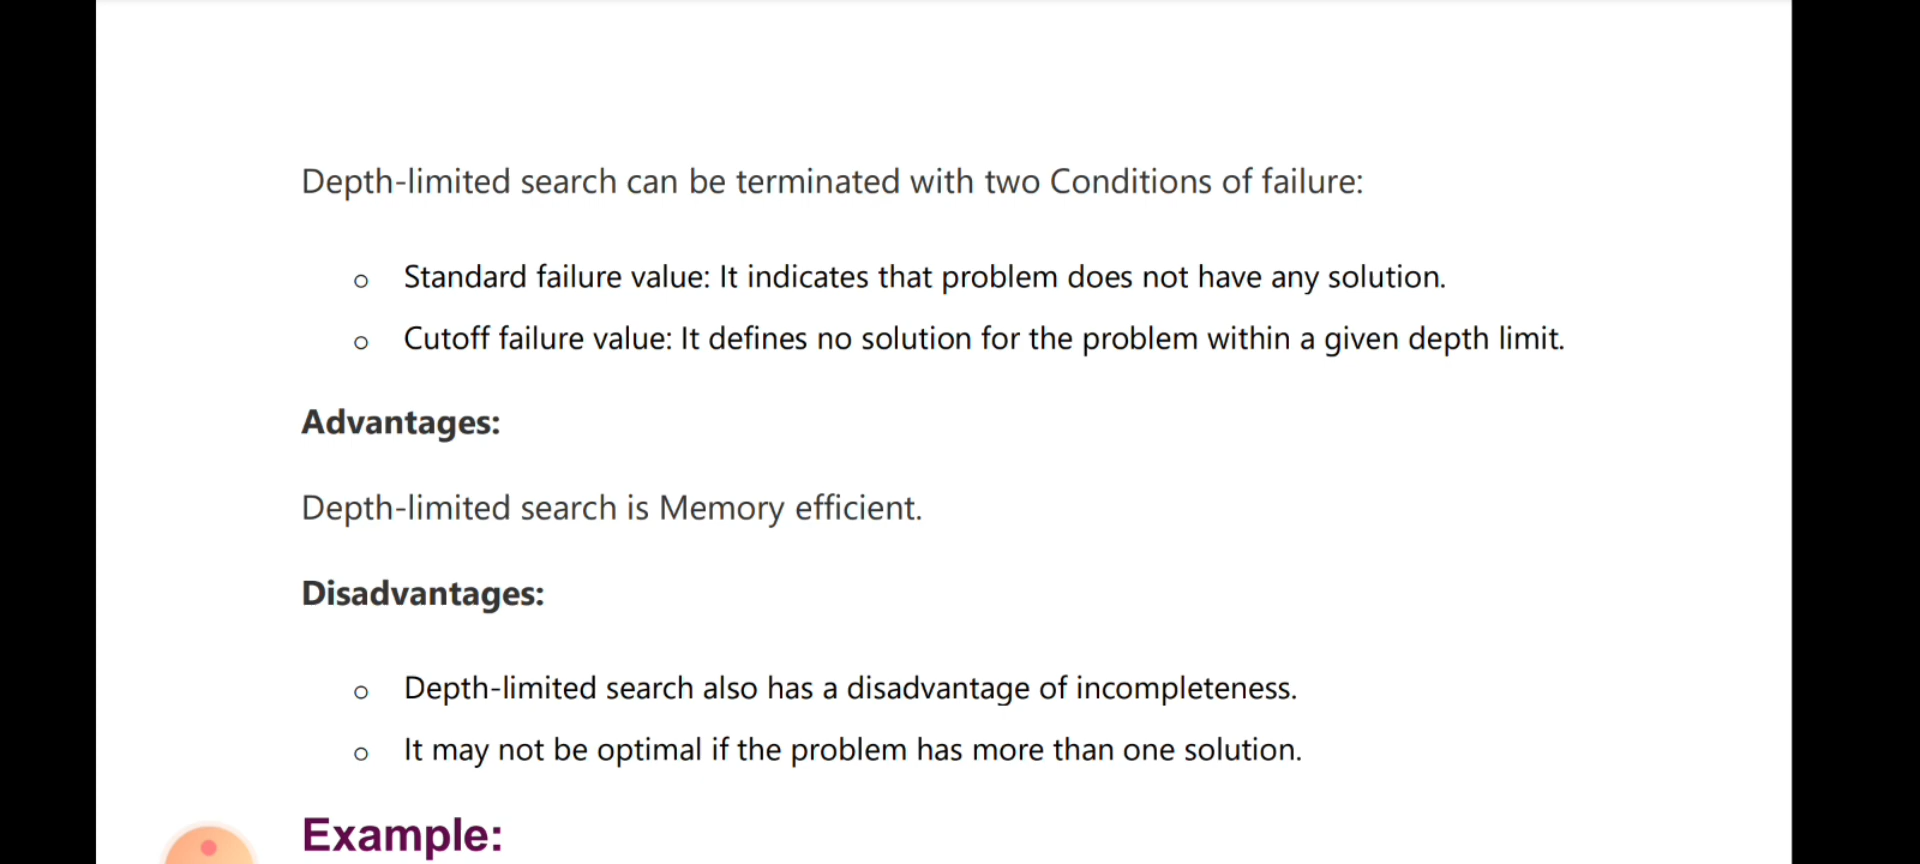 Depth-limited search can be terminated with two Conditions of failure:
o Standard failure value: It indicates that problem does not have any solution.
o Cutoff failure value: It defines no solution for the problem within a given depth limit.
Advantages:
Depth-limited search is Memory efficient.
Disadvantages:
o Depth-limited search also has a disadvantage of incompleteness.
o It may not be optimal if the problem has more than one solution.
Example: